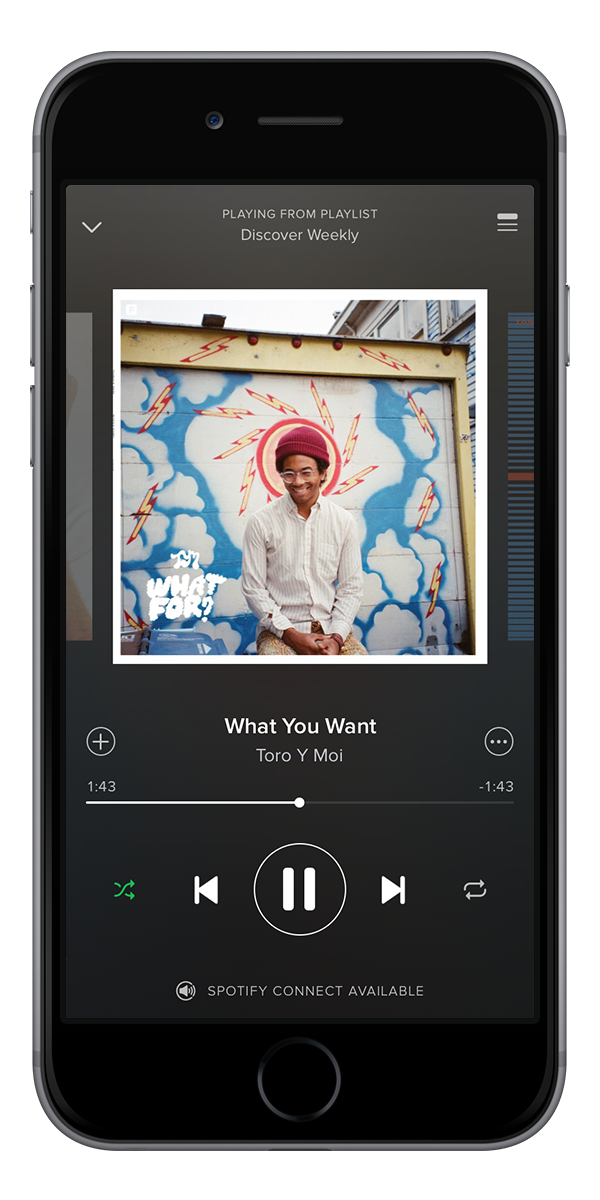 PLAYING FROM PLAYLIST
Discover Weekly
WHAT
FOR?
What You Want
Toro Y Moi
1:43
-1:43
SPOTIFY CONNECT AVAILABLE